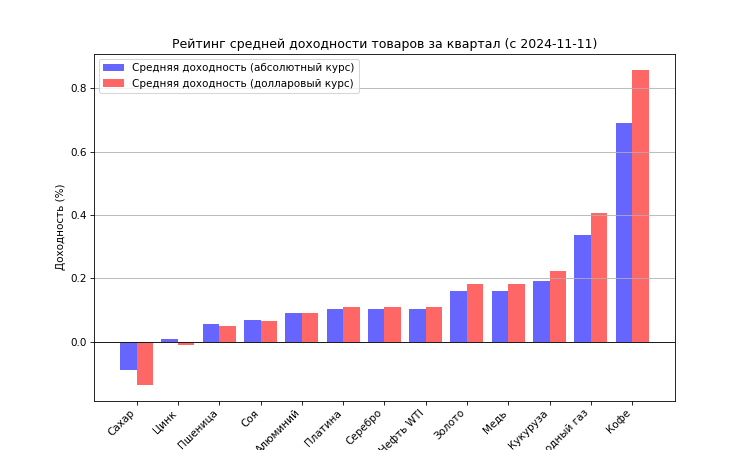 Рейтинг средней доходности товаров за квартал (с 2024-11-11)
Средняя доходность (абсолютный курс)
Средняя доходность (долларовый курс)
Доходность (%)
0.8
0.6
0.4
0.2
0.0
Сахар
Цинк
Пшеница
Соя
Алюминий
Платина
Серебро
Нефть WTI
Золото
Медь
Кукуруза
одный газ
Кофе